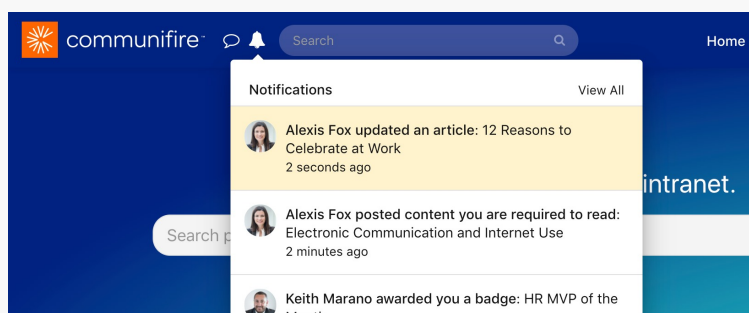 communifire™
Search
Home
Notifications
View All
Alexis Fox updated an article: 12 Reasons to
Celebrate at Work
2 seconds ago
intranet.
Alexis Fox posted content you are required to read:
Search p
Electronic Communication and Internet Use
2 minutes ago
Keith Marano awarded you a badge: HR MVP of the